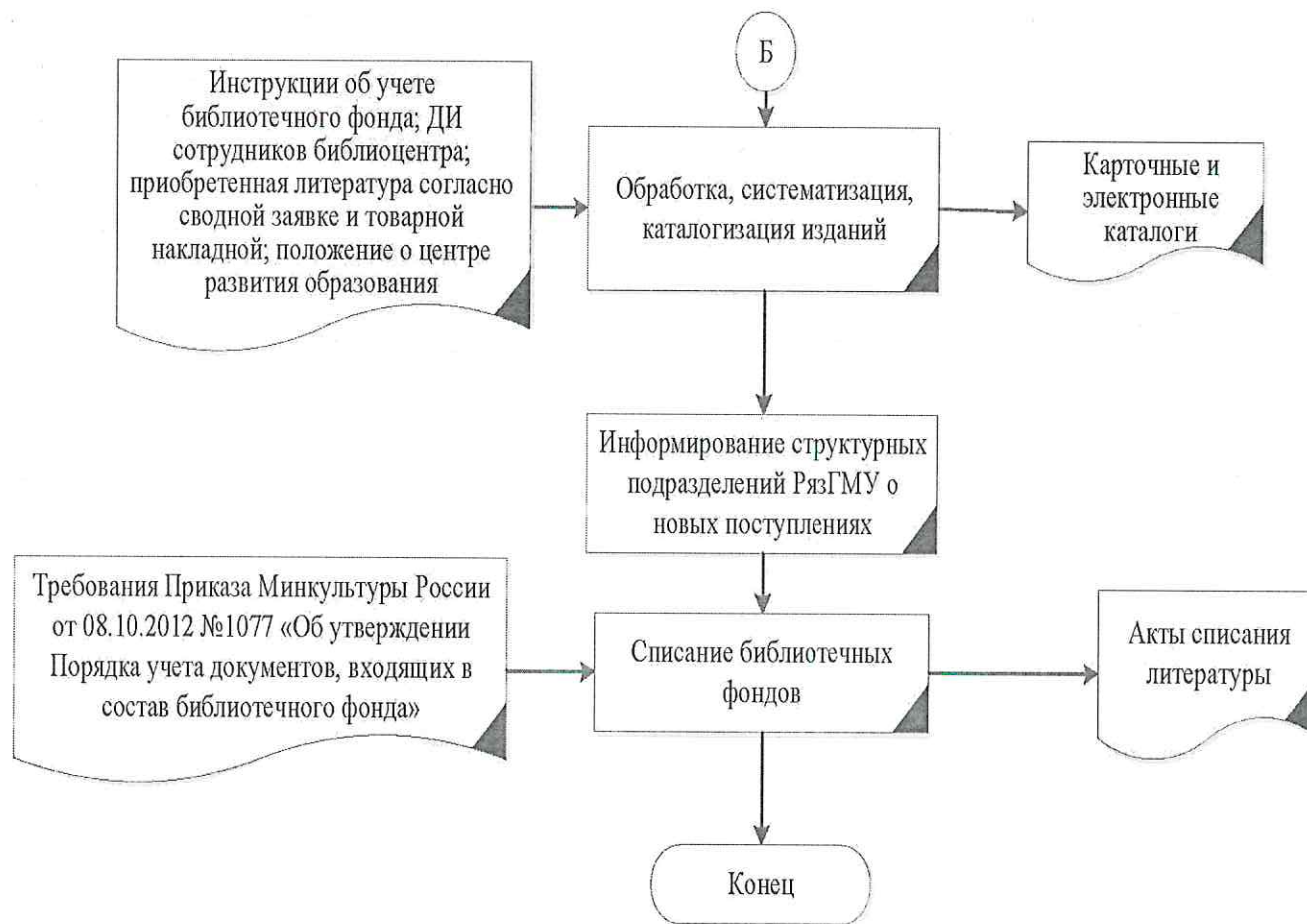 Б
Инструкции об учете
библиотечного фонда; ДИ
сотрудников библиоцентра;
приобретенная литература согласно
сводной заявке и товарной
накладной; положение о центре
развития образования
Обработка, систематизация,
каталогизация изданий
Карточные и
электронные
каталоги
Информирование структурных
подразделений РязГМУ о
новых поступлениях
Требования Приказа Минкультуры России
от 08.10.2012 №1077 «Об утверждении
Порядка учета документов, входящих в
состав библиотечного фонда»
Списание библиотечных
фондов
Акты списания
литературы
Конец